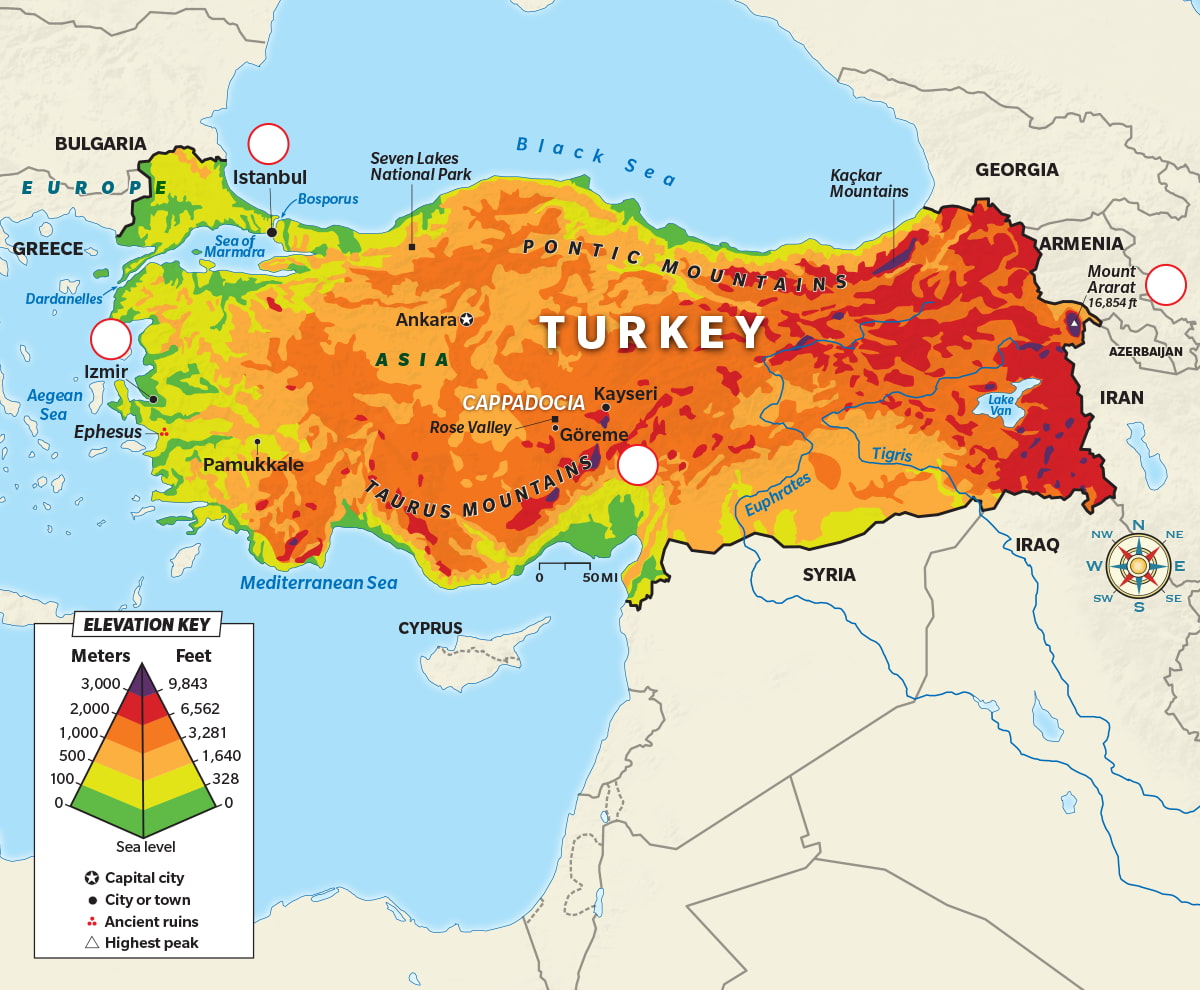 BULGARIA
EUROPE
Istanbul
Bosporus
Seven Lakes
National Park
Black Sea
Kaçkar
Mountains
GEORGIA
GREECE
Sea of
Marmara
PONTIC MOUNTAINS
ARMENIA
Mount
Ararat
16,854 ft
Dardanelles
Ankara
TURKEY
ASIA
AZERBAIJAN
Izmir
Aegean
Sea
CAPPADOCIA
Kayseri
Lake
Van
IRAN
Ephesus
Rose Valley
Göreme
Pamukkale
Tigris
TAURUS MOUNTAINS
Euphrates
Mediterranean Sea
0 50 MI
SYRIA
IRAQ
N
NW NE
W E
SW SE
S
CYPRUS
ELEVATION KEY
Meters Feet
3,000 9,843
2,000 6,562
1,000 3,281
500 1,640
100 328
0 0
Sea level
Capital city
City or town
Ancient ruins
Highest peak